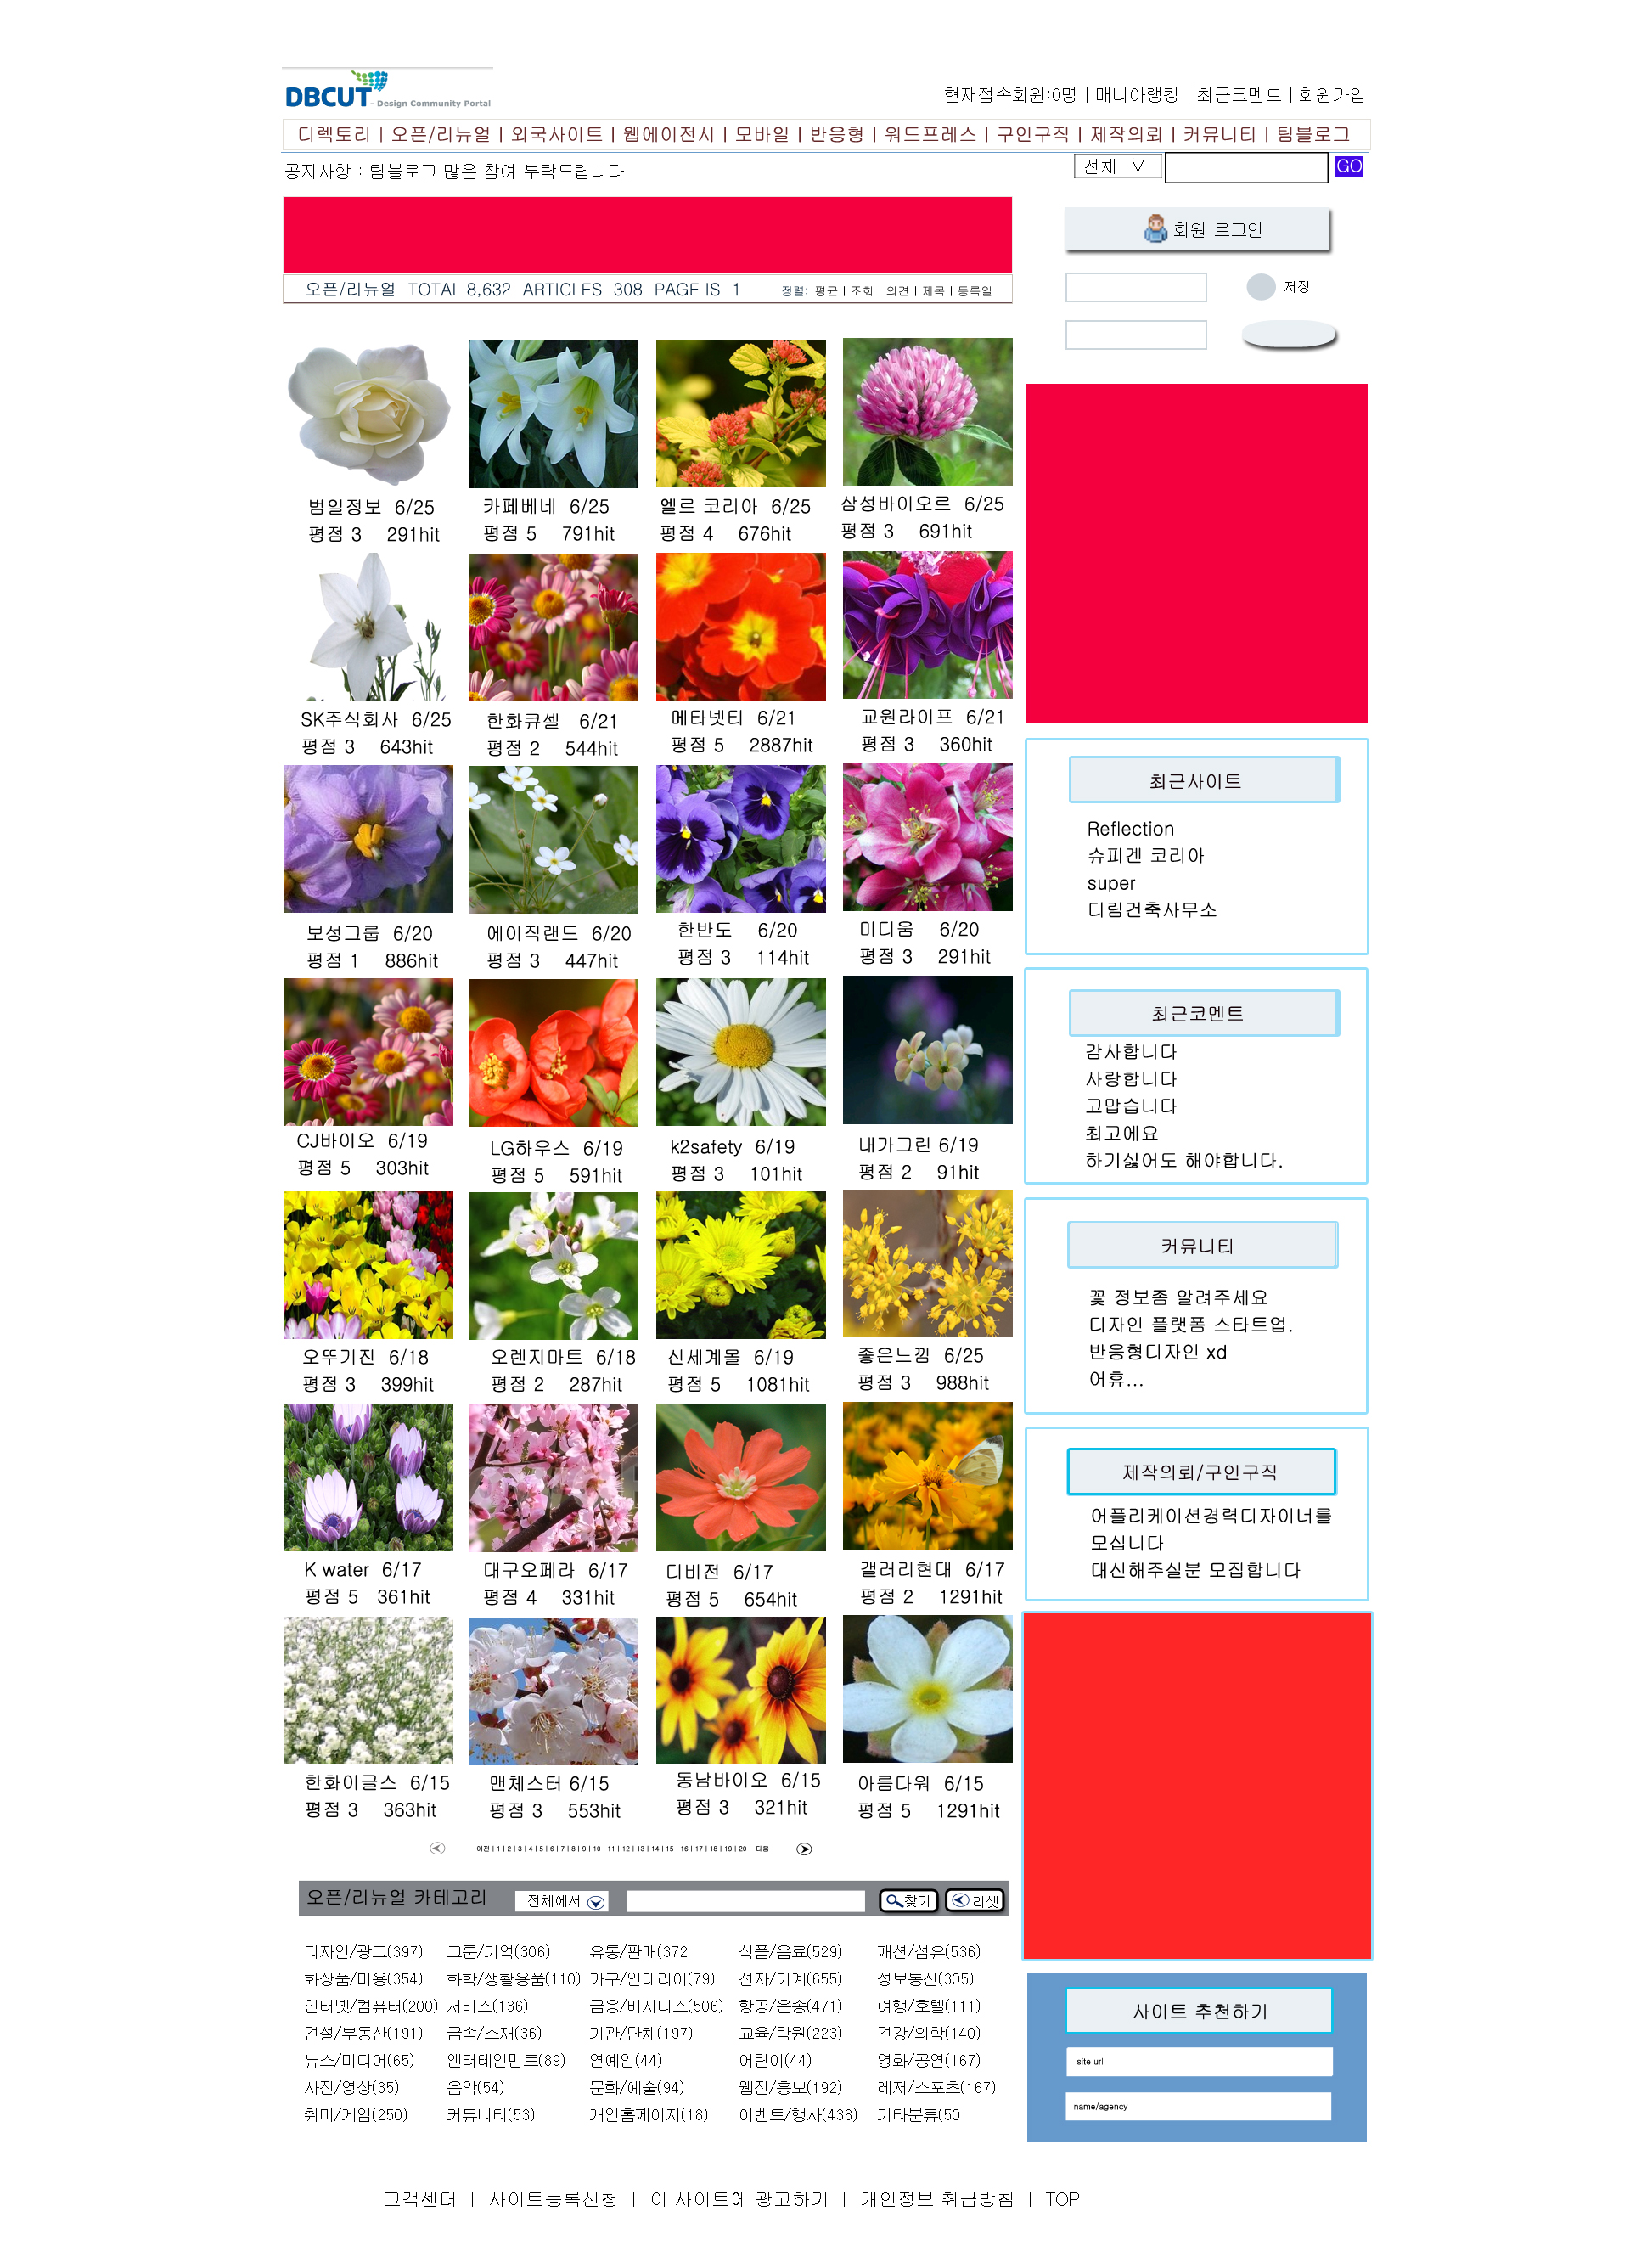 DBCUT - Design Community Portal
현재접속회원:0명 | 매니아랭킹 | 최근코멘트 | 회원가입
디렉토리 | 오픈/리뉴얼 | 외국사이트 | 웹에이전시 | 모바일 | 반응형 | 워드프레스 | 구인구직 | 제작의뢰 | 커뮤니티 | 팀블로그
공지사항 : 팀블로그 많은 참여 부탁드립니다.
전체 ▽ GO
회원 로그인
저장
오픈/리뉴얼 TOTAL 8,632 ARTICLES 308 PAGE IS 1
정렬: 평균 | 조회 | 의견 | 제목 | 등록일
범일정보 6/25
평점 3 291hit
카페베네 6/25
평점 5 791hit
엘르 코리아 6/25
평점 4 676hit
삼성바이오르 6/25
평점 3 691hit
SK주식회사 6/25
평점 3 643hit
한화큐셀 6/21
평점 2 544hit
메타넷티 6/21
평점 5 2887hit
교원라이프 6/21
평점 3 360hit
보성그룹 6/20
평점 1 886hit
에이직랜드 6/20
평점 3 447hit
한반도 6/20
평점 3 114hit
미디움 6/20
평점 3 291hit
CJ바이오 6/19
평점 5 303hit
LG하우스 6/19
평점 5 591hit
k2safety 6/19
평점 3 101hit
내가그린 6/19
평점 2 91hit
오뚜기진 6/18
평점 3 399hit
오렌지마트 6/18
평점 2 287hit
신세계몰 6/19
평점 5 1081hit
좋은느낌 6/25
평점 3 988hit
K water 6/17
평점 5 361hit
대구오페라 6/17
평점 4 331hit
디비전 6/17
평점 5 654hit
갤러리현대 6/17
평점 2 1291hit
한화이글스 6/15
평점 3 363hit
맨체스터 6/15
평점 3 553hit
동남바이오 6/15
평점 3 321hit
아름다워 6/15
평점 5 1291hit
이전 | 1 | 2 | 3 | 4 | 5 | 6 | 7 | 8 | 9 | 10 | 11 | 12 | 13 | 14 | 15 | 16 | 17 | 18 | 19 | 20 | 다음
최근사이트
Reflection
슈피겐 코리아
super
디림건축사무소
최근코멘트
감사합니다
사랑합니다
고맙습니다
최고에요
하기싫어도 해야합니다.
커뮤니티
꽃 정보좀 알려주세요
디자인 플랫폼 스타트업.
반응형디자인 xd
어휴...
제작의뢰/구인구직
어플리케이션경력디자이너를
모십니다
대신해주실분 모집합니다
오픈/리뉴얼 카테고리 전체에서 찾기 리셋
디자인/광고(397) 그룹/기억(306) 유통/판매(372 식품/음료(529) 패션/섬유(536)
화장품/미용(354) 화학/생활용품(110) 가구/인테리어(79) 전자/기계(655) 정보통신(305)
인터넷/컴퓨터(200) 서비스(136) 금융/비지니스(506) 항공/운송(471) 여행/호텔(111)
건설/부동산(191) 금속/소재(36) 기관/단체(197) 교육/학원(223) 건강/의학(140)
뉴스/미디어(65) 엔터테인먼트(89) 연예인(44) 어린이(44) 영화/공연(167)
사진/영상(35) 음악(54) 문화/예술(94) 웹진/홍보(192) 레저/스포츠(167)
취미/게임(250) 커뮤니티(53) 개인홈페이지(18) 이벤트/행사(438) 기타분류(50
사이트 추천하기
site url
name/agency
고객센터 | 사이트등록신청 | 이 사이트에 광고하기 | 개인정보 취급방침 | TOP